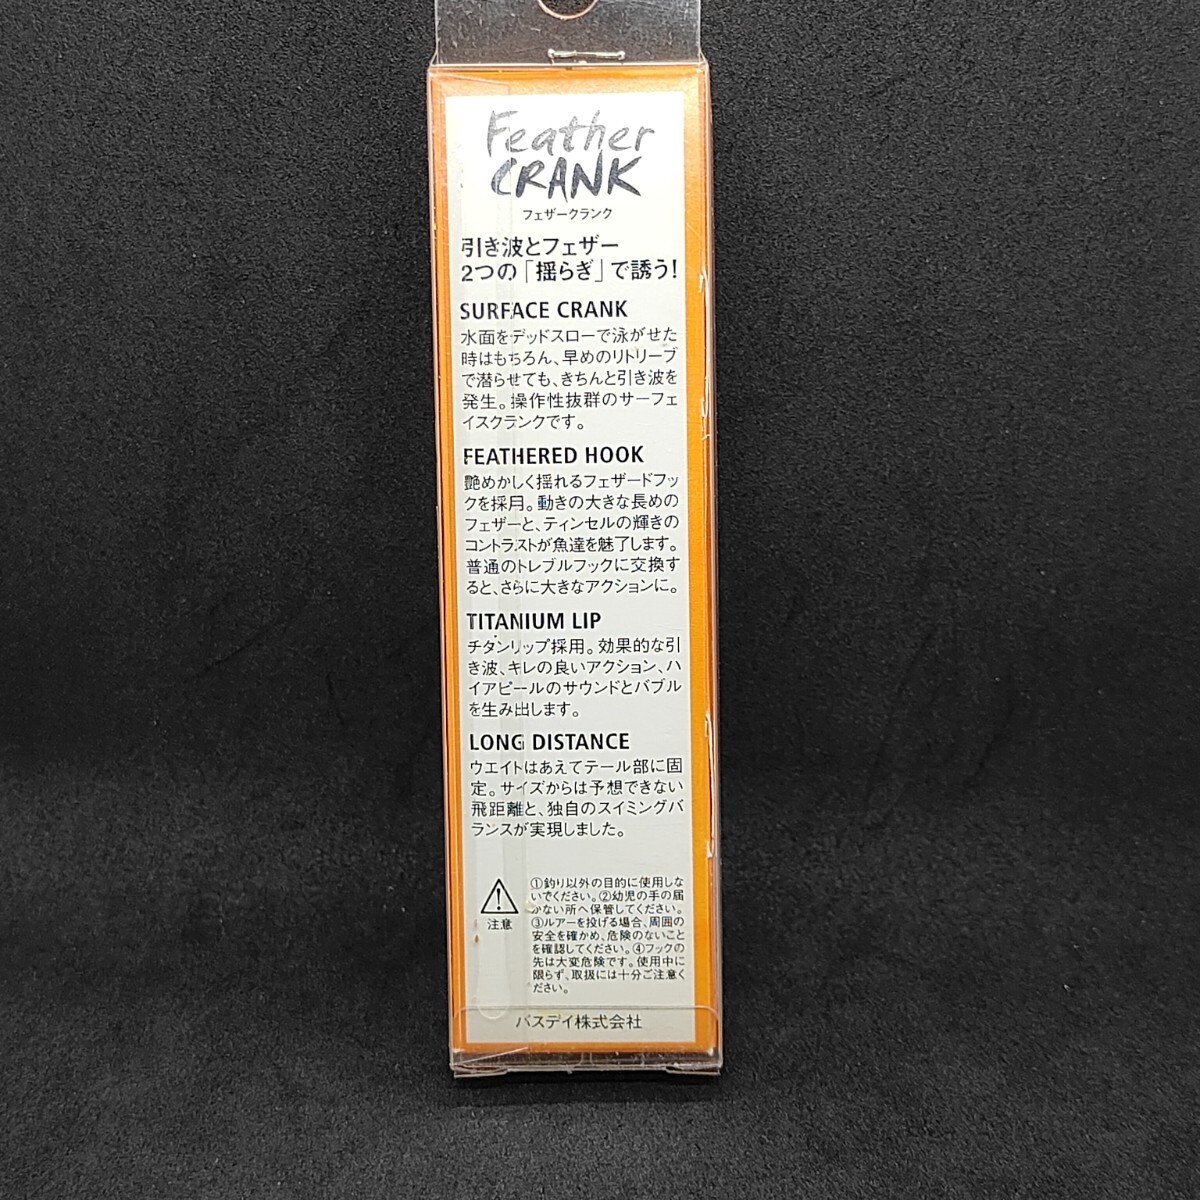 Feather
CRANK
フェザークランク
引き波とフェザー
2つの「揺らぎ」で誘う!
SURFACE CRANK
水面をデッドスローで泳がせた
時はもちろん、早めのリトリーブ
で潜らせても、きちんと引き波を
発生。操作性抜群のサーフェ
イスクランクです。
FEATHERED HOOK
艶めかしく揺れるフェザードフッ
クを採用。動きの大きな長めの
フェザーと、ティンセルの輝きの
コントラストが魚達を魅了します。
普通のトレブルフックに交換す
ると、さらに大きなアクションに。
TITANIUM LIP
チタンリップ採用。効果的な引
き波、キレの良いアクション、ハ
イアピールのサウンドとバブル
を生み出します。
LONG DISTANCE
ウエイトはあえてテール部に固
定。サイズからは予想できない
飛距離と、独自のスイミングバ
ランスが実現しました。
注意
①釣り以外の目的に使用しな
いでください。②幼児の手の届
かない所へ保管してください。
③ルアーを投げる場合、周囲の
安全を確かめ、危険のないこと
を確認してください。④フックの
先は大変危険です。使用中に
限らず、取扱には十分ご注意く
ださい。
バスデイ株式会社